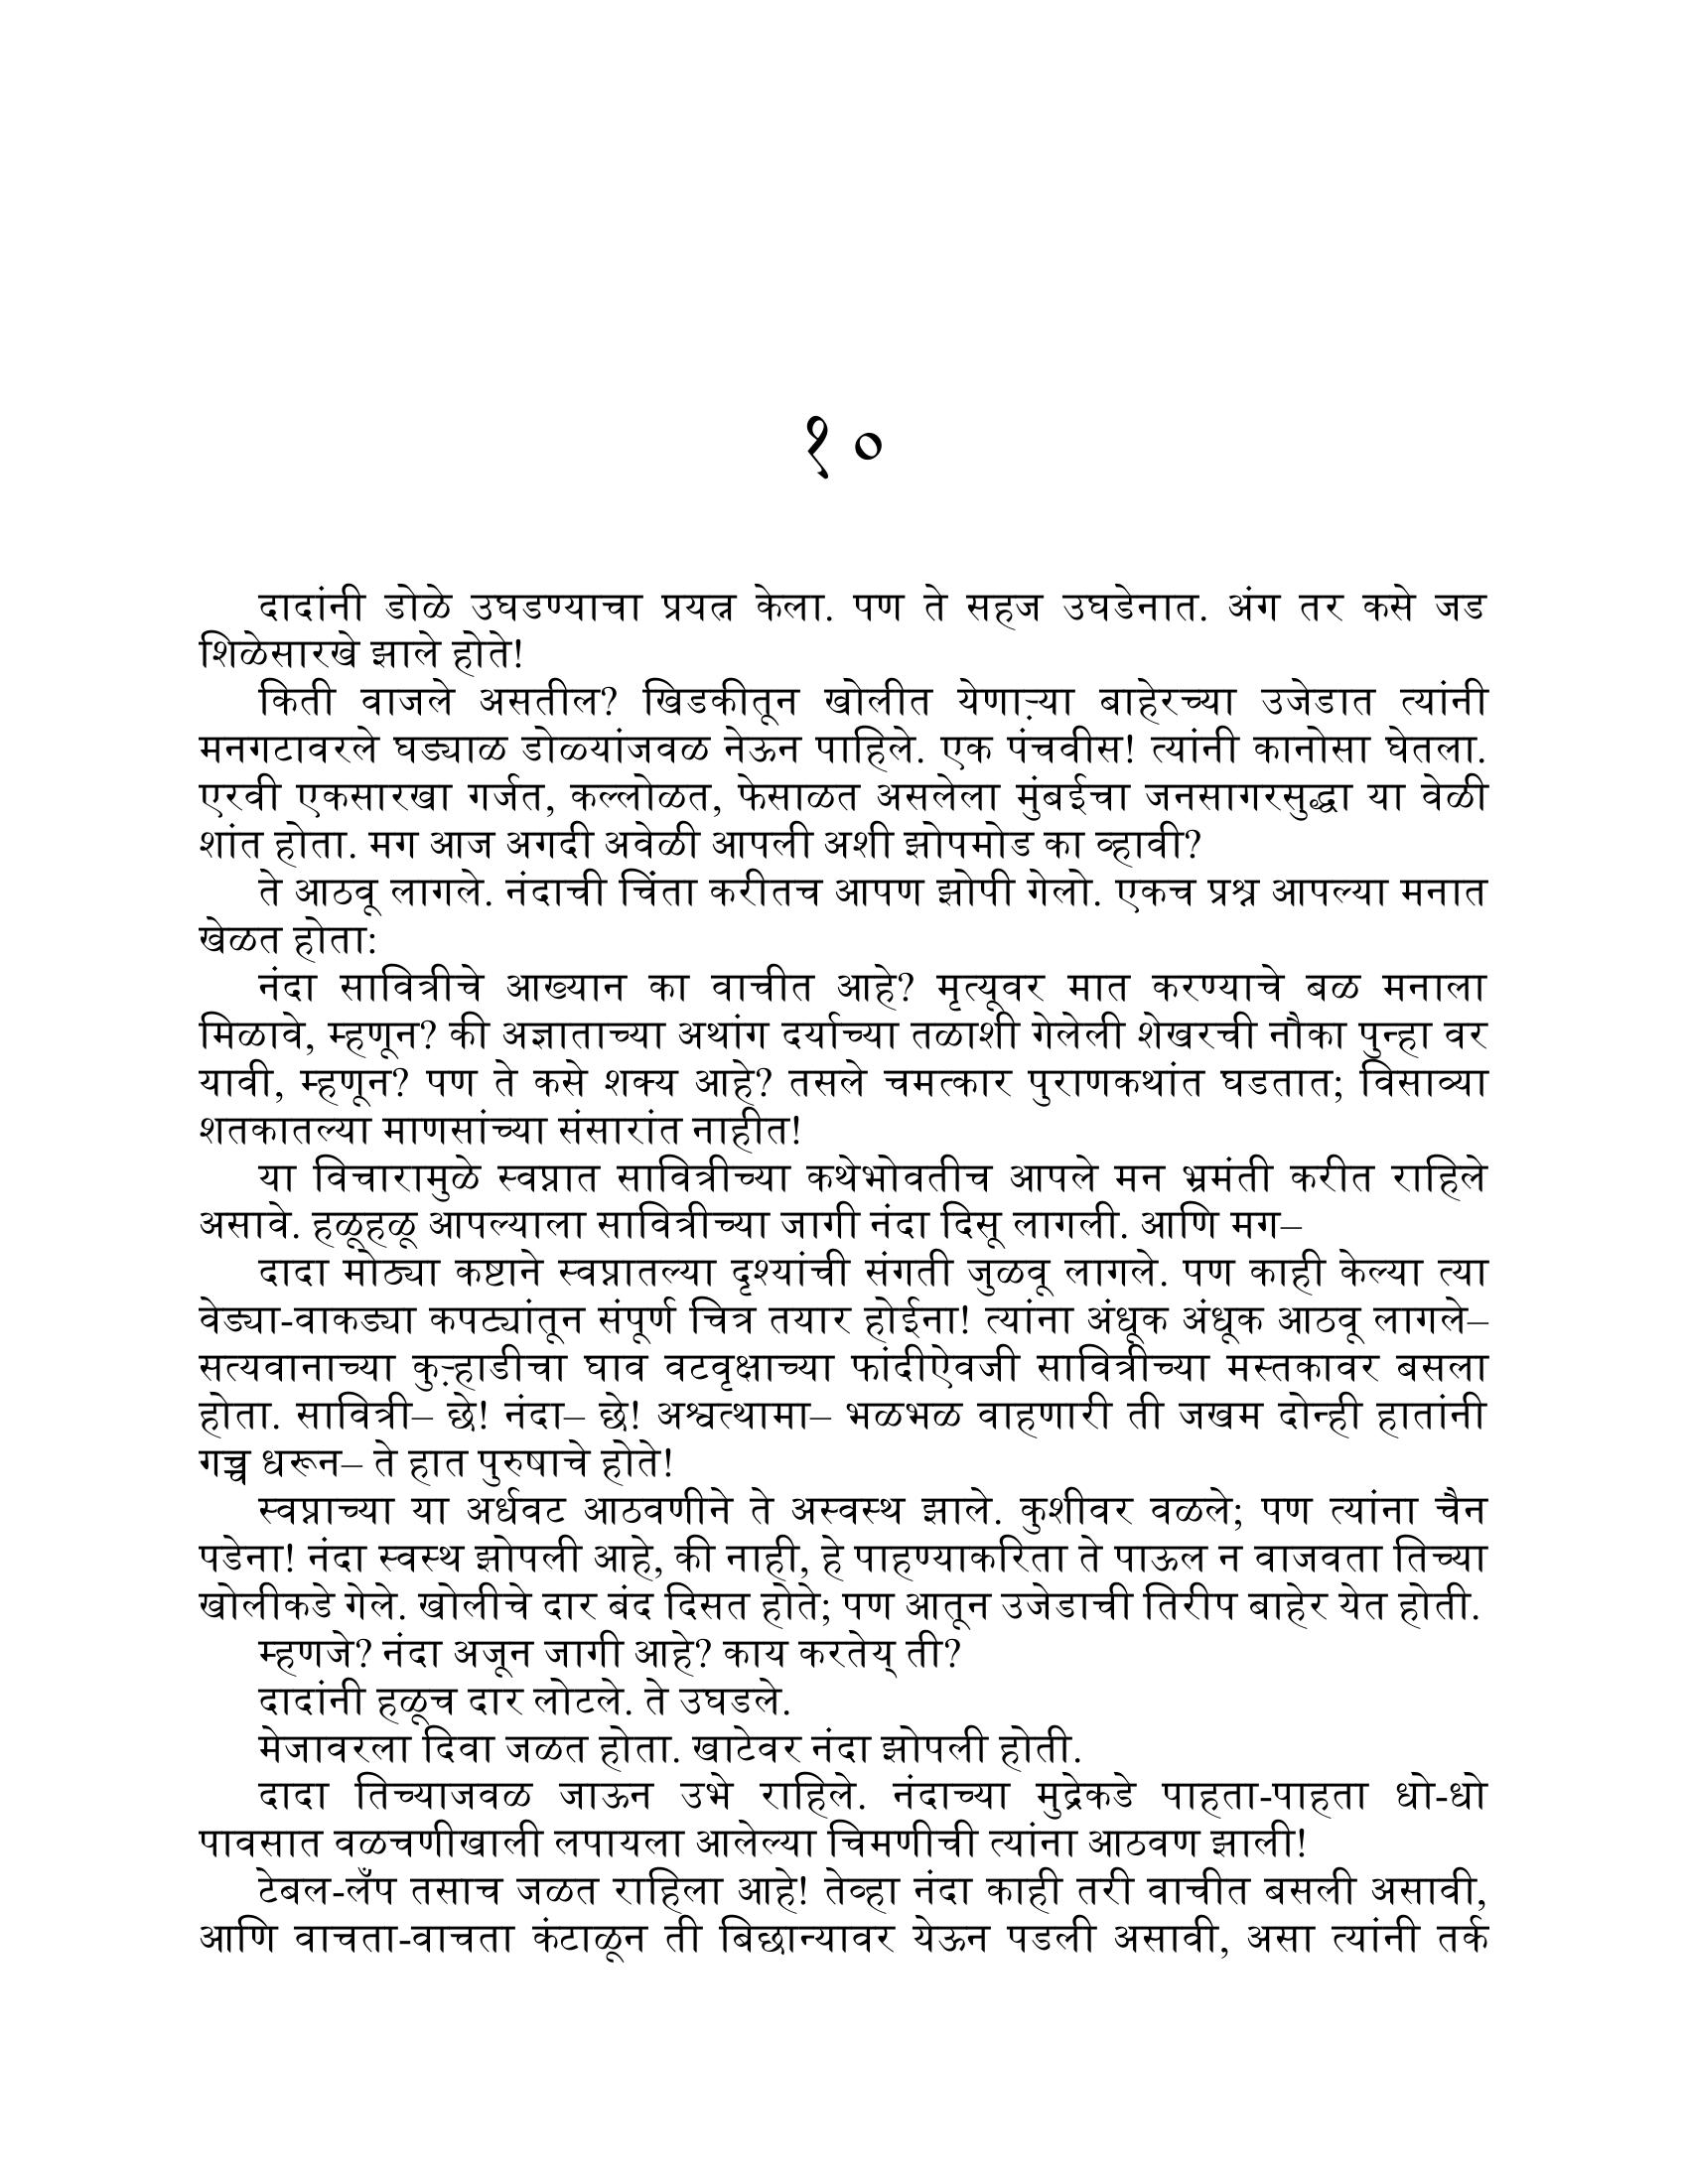 १०
दादांनी डोळे उघडण्याचा प्रयत्न केला. पण ते सहज उघडेनात. अंग तर कसे जड
शिळेसारखे झाले होते!
किती वाजले असतील? खिडकीतून खोलीत येणाऱ्या बाहेरच्या उजेडात त्यांनी
मनगटावरले घड्याळ डोळ्यांजवळ नेऊन पाहिले. एक पंचवीस! त्यांनी कानोसा घेतला.
एरवी एकसारखा गर्जत, कल्लोळत, फेसाळत असलेला मुंबईचा जनसागरसुद्धा या वेळी
शांत होता. मग आज अगदी अवेळी आपली अशी झोपमोड का व्हावी?
ते आठवू लागले. नंदाची चिंता करीतच आपण झोपी गेलो. एकच प्रश्न आपल्या मनात
खेळत होता:
नंदा सावित्रीचे आख्यान का वाचीत आहे? मृत्यूवर मात करण्याचे बळ मनाला
मिळावे, म्हणून? की अज्ञाताच्या अथांग दर्याच्या तळाशी गेलेली शेखरची नौका पुन्हा वर
यावी, म्हणून? पण ते कसे शक्य आहे? तसले चमत्कार पुराणकथांत घडतात; विसाव्या
शतकातल्या माणसांच्या संसारांत नाहीत!
या विचारामुळे स्वप्नात सावित्रीच्या कथेभोवतीच आपले मन भ्रमंती करीत राहिले
असावे. हळूहळू आपल्याला सावित्रीच्या जागी नंदा दिसू लागली. आणि मग–
दादा मोठ्या कष्टाने स्वप्नातल्या दृश्यांची संगती जुळवू लागले. पण काही केल्या त्या
वेड्या-वाकड्या कपट्यांतून संपूर्ण चित्र तयार होईना! त्यांना अंधूक अंधूक आठवू लागले–
सत्यवानाच्या कुऱ्हाडीचा घाव वटवृक्षाच्या फांदीऐवजी सावित्रीच्या मस्तकावर बसला
होता. सावित्री– छे! नंदा– छे! अश्वत्थामा– भळभळ वाहणारी ती जखम दोन्ही हातांनी
गच्च धरून– ते हात पुरुषाचे होते!
स्वप्नाच्या या अर्धवट आठवणीने ते अस्वस्थ झाले. कुशीवर वळले; पण त्यांना चैन
पडेना! नंदा स्वस्थ झोपली आहे, की नाही, हे पाहण्याकरिता ते पाऊल न वाजवता तिच्या
खोलीकडे गेले. खोलीचे दार बंद दिसत होते; पण आतून उजेडाची तिरीप बाहेर येत होती.
म्हणजे? नंदा अजून जागी आहे? काय करतेय् ती?
दादांनी हळूच दार लोटले. ते उघडले.
मेजावरला दिवा जळत होता. खाटेवर नंदा झोपली होती.
दादा तिच्याजवळ जाऊन उभे राहिले. नंदाच्या मुद्रेकडे पाहता-पाहता धो-धो
पावसात वळचणीखाली लपायला आलेल्या चिमणीची त्यांना आठवण झाली!
टेबल-लॅंप तसाच जळत राहिला आहे! तेव्हा नंदा काही तरी वाचीत बसली असावी,
आणि वाचता-वाचता कंटाळून ती बिछान्यावर येऊन पडली असावी, असा त्यांनी तर्क